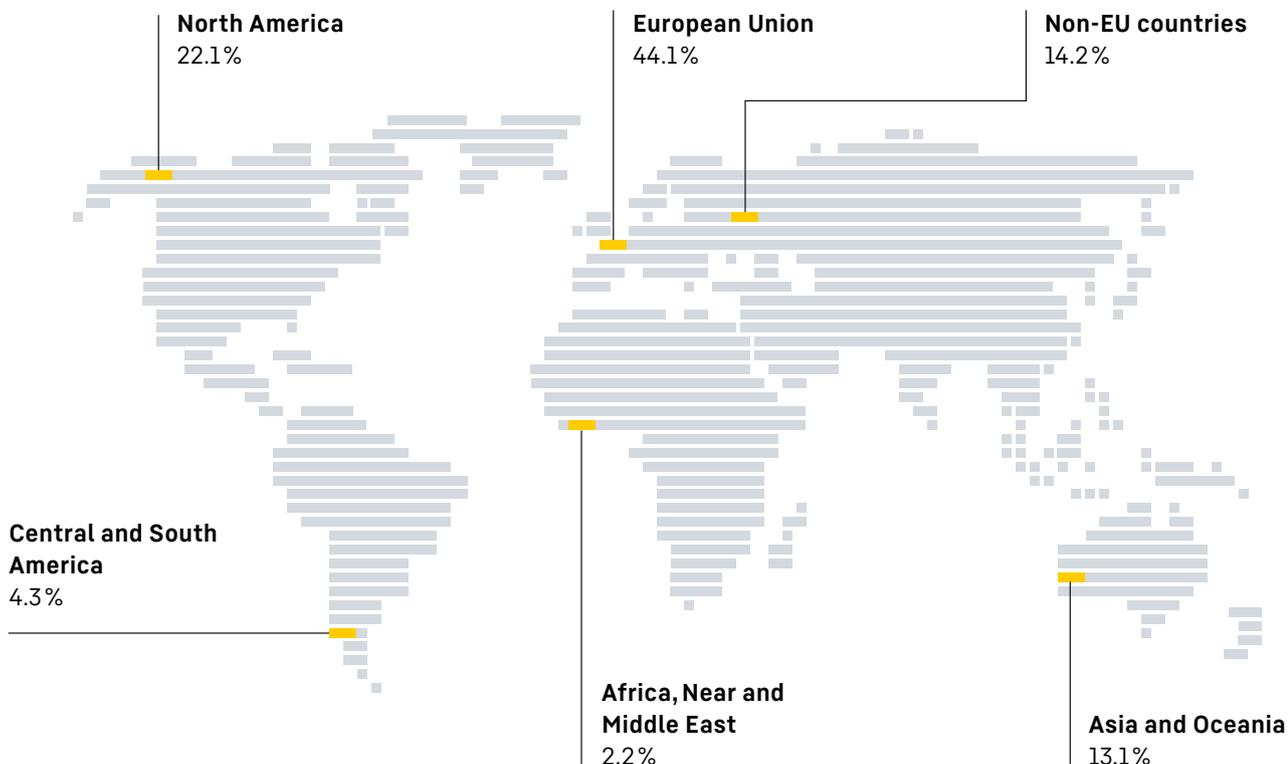 North America
22.1%
European Union
44.1%
Non-EU countries
14.2%
Central and South
America
4.3%
Africa, Near and
Middle East
2.2%
Asia and Oceania
13.1%